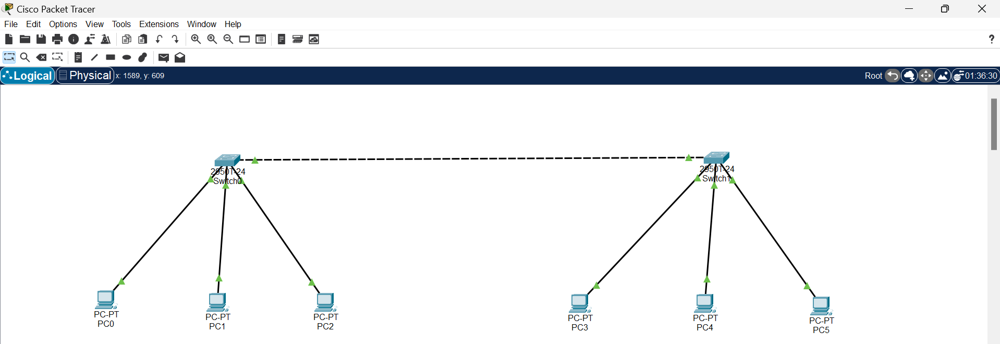 Cisco Packet Tracer
File Edit Options View Tools Extensions Window Help
?
Logical Physical x: 1589, y: 609 Root 01:36:30
2950T-24
Switch0
2950T-24
Switch1
PC-PT
PC0
PC-PT
PC1
PC-PT
PC2
PC-PT
PC3
PC-PT
PC4
PC-PT
PC5